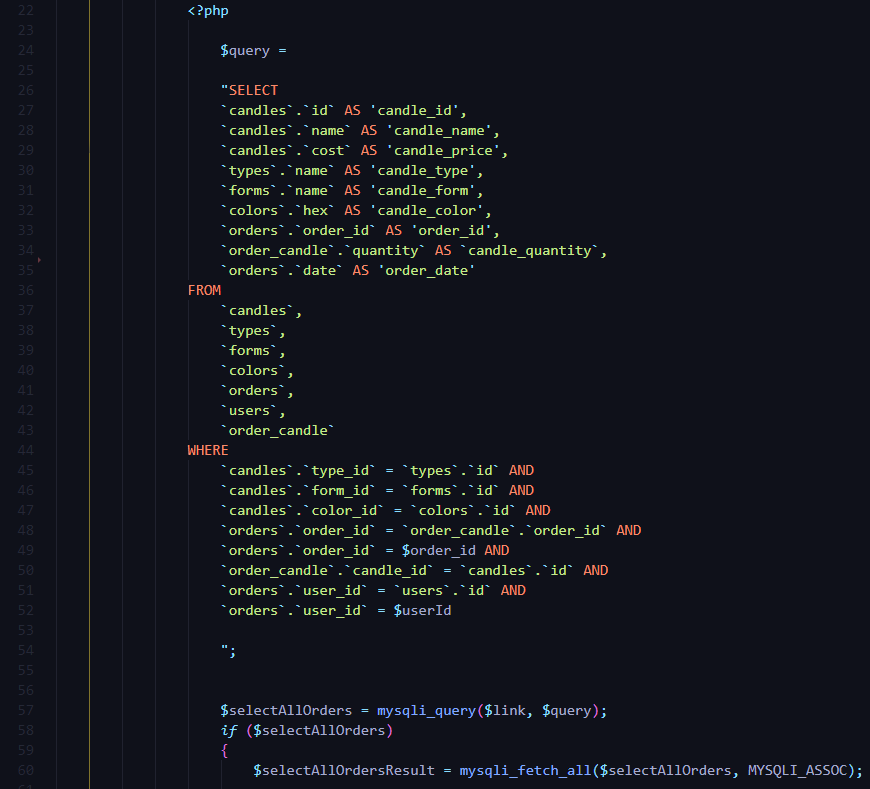 22 <?php
23
24 $query =
25
26 "SELECT
27 `candles`.`id` AS 'candle_id',
28 `candles`.`name` AS 'candle_name',
29 `candles`.`cost` AS 'candle_price',
30 `types`.`name` AS 'candle_type',
31 `forms`.`name` AS 'candle_form',
32 `colors`.`hex` AS 'candle_color',
33 `orders`.`order_id` AS 'order_id',
34 `order_candle`.`quantity` AS `candle_quantity`,
35 `orders`.`date` AS 'order_date'
36 FROM
37 `candles`,
38 `types`,
39 `forms`,
40 `colors`,
41 `orders`,
42 `users`,
43 `order_candle`
44 WHERE
45 `candles`.`type_id` = `types`.`id` AND
46 `candles`.`form_id` = `forms`.`id` AND
47 `candles`.`color_id` = `colors`.`id` AND
48 `orders`.`order_id` = `order_candle`.`order_id` AND
49 `orders`.`order_id` = $order_id AND
50 `order_candle`.`candle_id` = `candles`.`id` AND
51 `orders`.`user_id` = `users`.`id` AND
52 `orders`.`user_id` = $userId
53
54 ";
55
56
57 $selectAllOrders = mysqli_query($link, $query);
58 if ($selectAllOrders)
59 {
60 $selectAllOrdersResult = mysqli_fetch_all($selectAllOrders, MYSQLI_ASSOC);